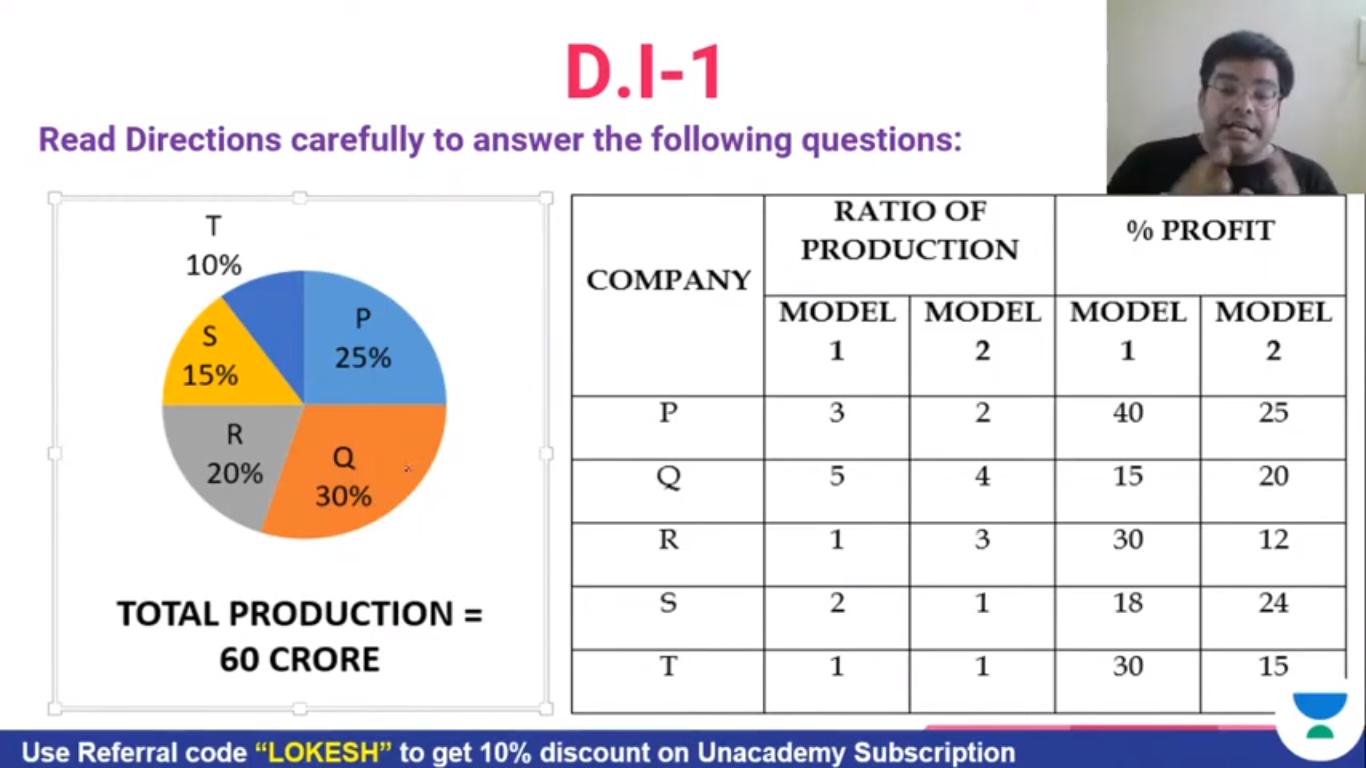 D.I-1
Read Directions carefully to answer the following questions:
T
10%
P
25%
S
15%
R
20%
Q
30%
TOTAL PRODUCTION =
60 CRORE
COMPANY
RATIO OF
PRODUCTION
% PROFIT
MODEL
1
MODEL
2
MODEL
1
MODEL
2
P 3 2 40 25
Q 5 4 15 20
R 1 3 30 12
S 2 1 18 24
T 1 1 30 15
Use Referral code “LOKESH” to get 10% discount on Unacademy Subscription